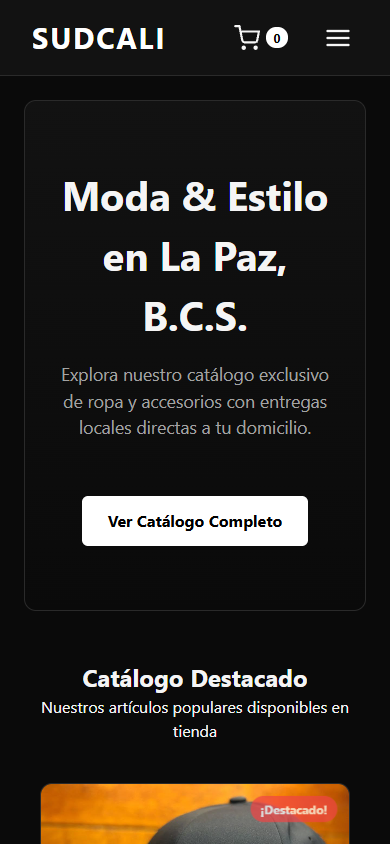 SUDCALI
0
Moda & Estilo
en La Paz,
B.C.S.
Explora nuestro catálogo exclusivo
de ropa y accesorios con entregas
locales directas a tu domicilio.
Ver Catálogo Completo
Catálogo Destacado
Nuestros artículos populares disponibles en
tienda
¡Destacado!